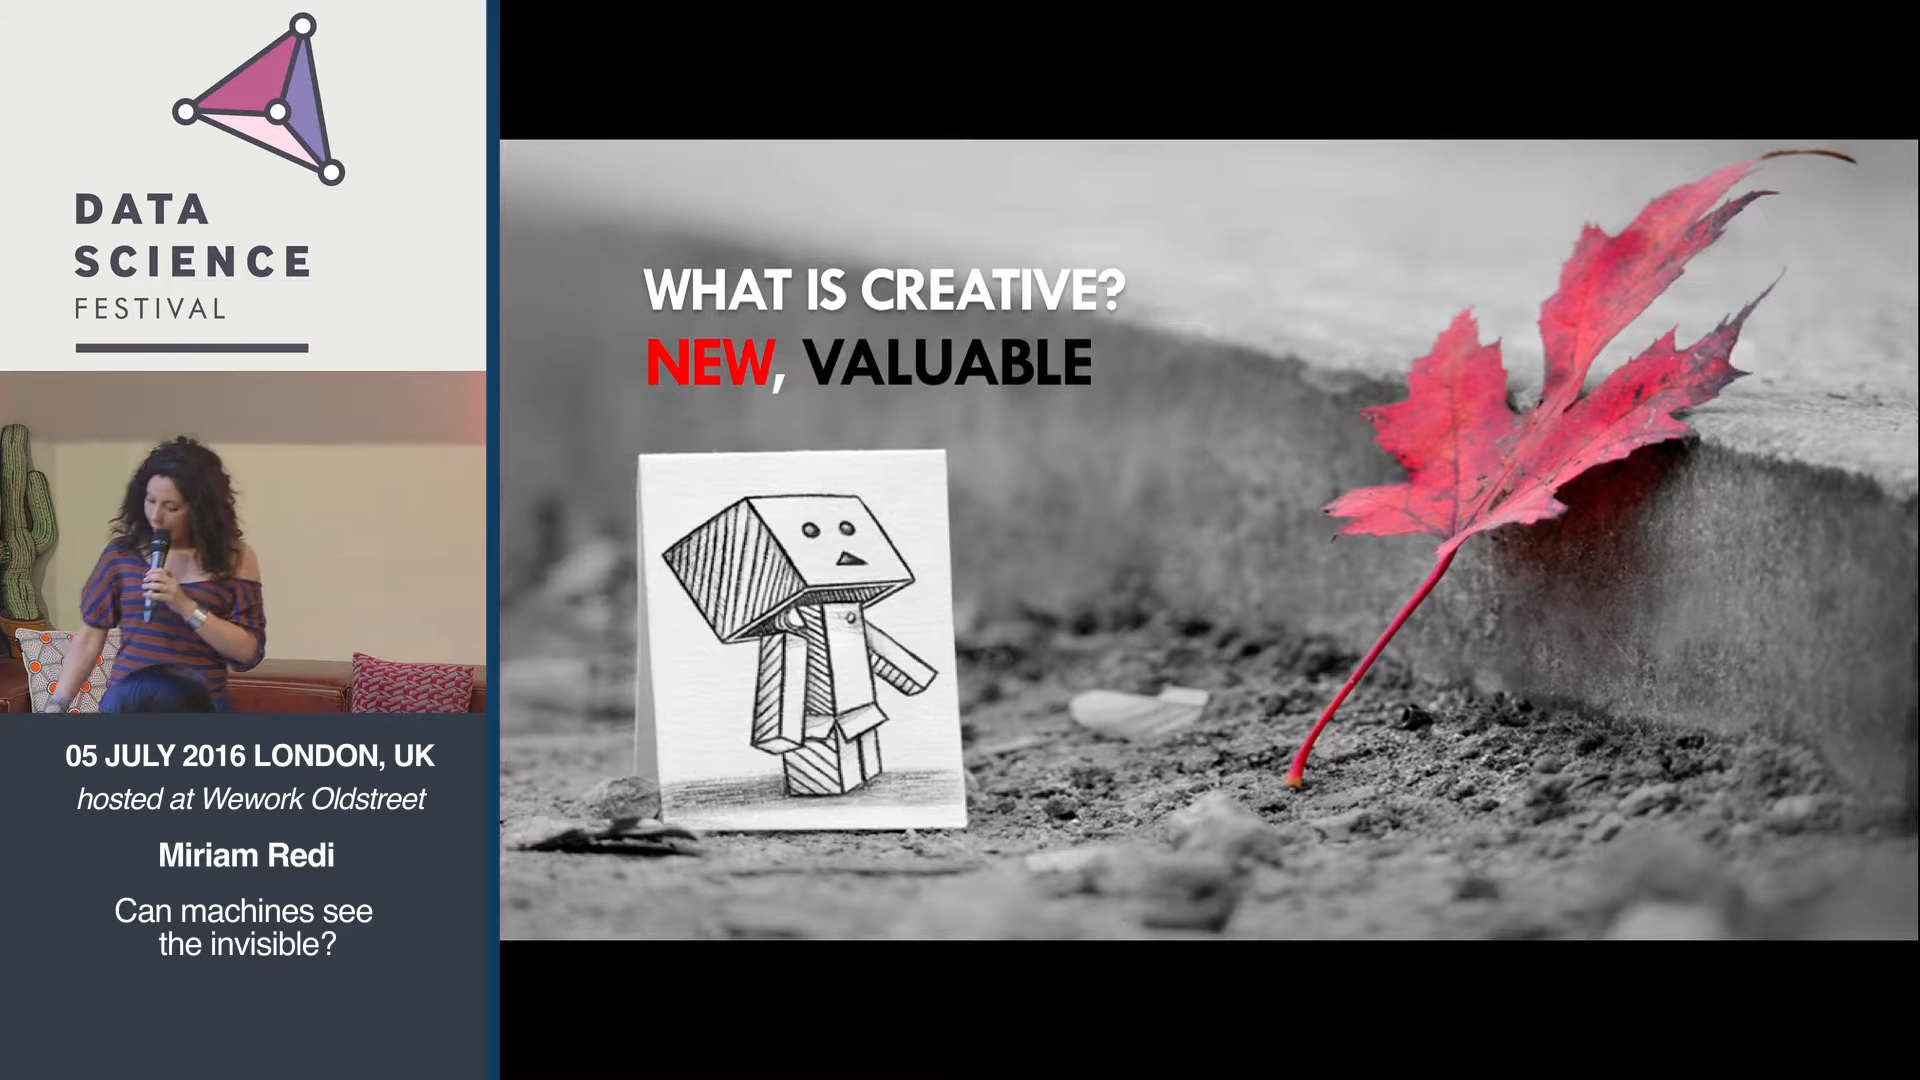 DATA
SCIENCE
FESTIVAL
05 JULY 2016 LONDON, UK
hosted at Wework Oldstreet
Miriam Redi
Can machines see
the invisible?
WHAT IS CREATIVE?
NEW, VALUABLE